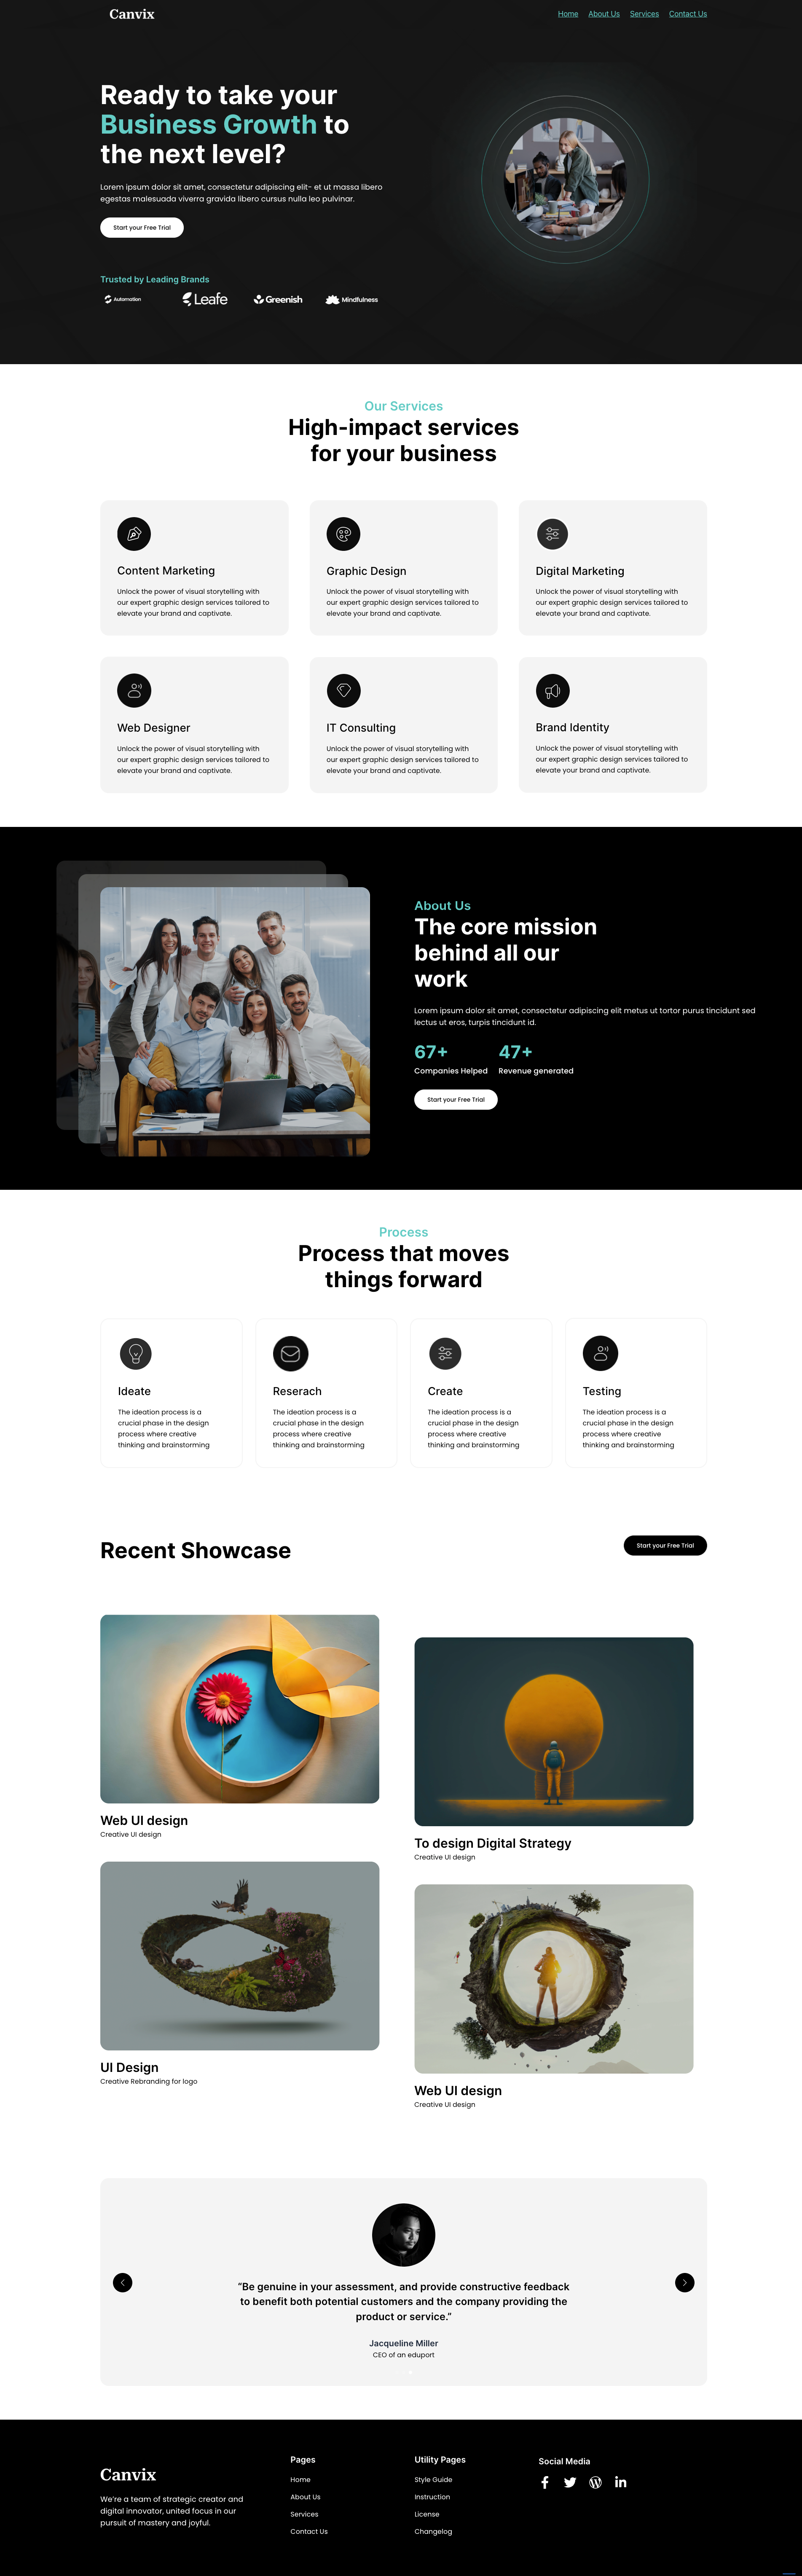 Canvix
Home About Us Services Contact Us
Ready to take your
Business Growth to
the next level?
Lorem ipsum dolor sit amet, consectetur adipiscing elit- et ut massa libero
egestas malesuada viverra gravida libero cursus nulla leo pulvinar.
Start your Free Trial
Trusted by Leading Brands
Automation Leafe Greenish Mindfulness
Our Services
High-impact services
for your business
Content Marketing
Unlock the power of visual storytelling with
our expert graphic design services tailored to
elevate your brand and captivate.
Graphic Design
Unlock the power of visual storytelling with
our expert graphic design services tailored to
elevate your brand and captivate.
Digital Marketing
Unlock the power of visual storytelling with
our expert graphic design services tailored to
elevate your brand and captivate.
Web Designer
Unlock the power of visual storytelling with
our expert graphic design services tailored to
elevate your brand and captivate.
IT Consulting
Unlock the power of visual storytelling with
our expert graphic design services tailored to
elevate your brand and captivate.
Brand Identity
Unlock the power of visual storytelling with
our expert graphic design services tailored to
elevate your brand and captivate.
About Us
The core mission
behind all our
work
Lorem ipsum dolor sit amet, consectetur adipiscing elit metus ut tortor purus tincidunt sed
lectus ut eros, turpis tincidunt id.
67+ 47+
Companies Helped Revenue generated
Start your Free Trial
Process
Process that moves
things forward
Ideate
The ideation process is a
crucial phase in the design
process where creative
thinking and brainstorming
Reserach
The ideation process is a
crucial phase in the design
process where creative
thinking and brainstorming
Create
The ideation process is a
crucial phase in the design
process where creative
thinking and brainstorming
Testing
The ideation process is a
crucial phase in the design
process where creative
thinking and brainstorming
Recent Showcase
Start your Free Trial
Web UI design
Creative UI design
To design Digital Strategy
Creative UI design
UI Design
Creative Rebranding for logo
Web UI design
Creative UI design
“Be genuine in your assessment, and provide constructive feedback
to benefit both potential customers and the company providing the
product or service.”
Jacqueline Miller
CEO of an eduport
Canvix
We’re a team of strategic creator and
digital innovator, united focus in our
pursuit of mastery and joyful.
Pages
Home
About Us
Services
Contact Us
Utility Pages
Style Guide
Instruction
License
Changelog
Social Media